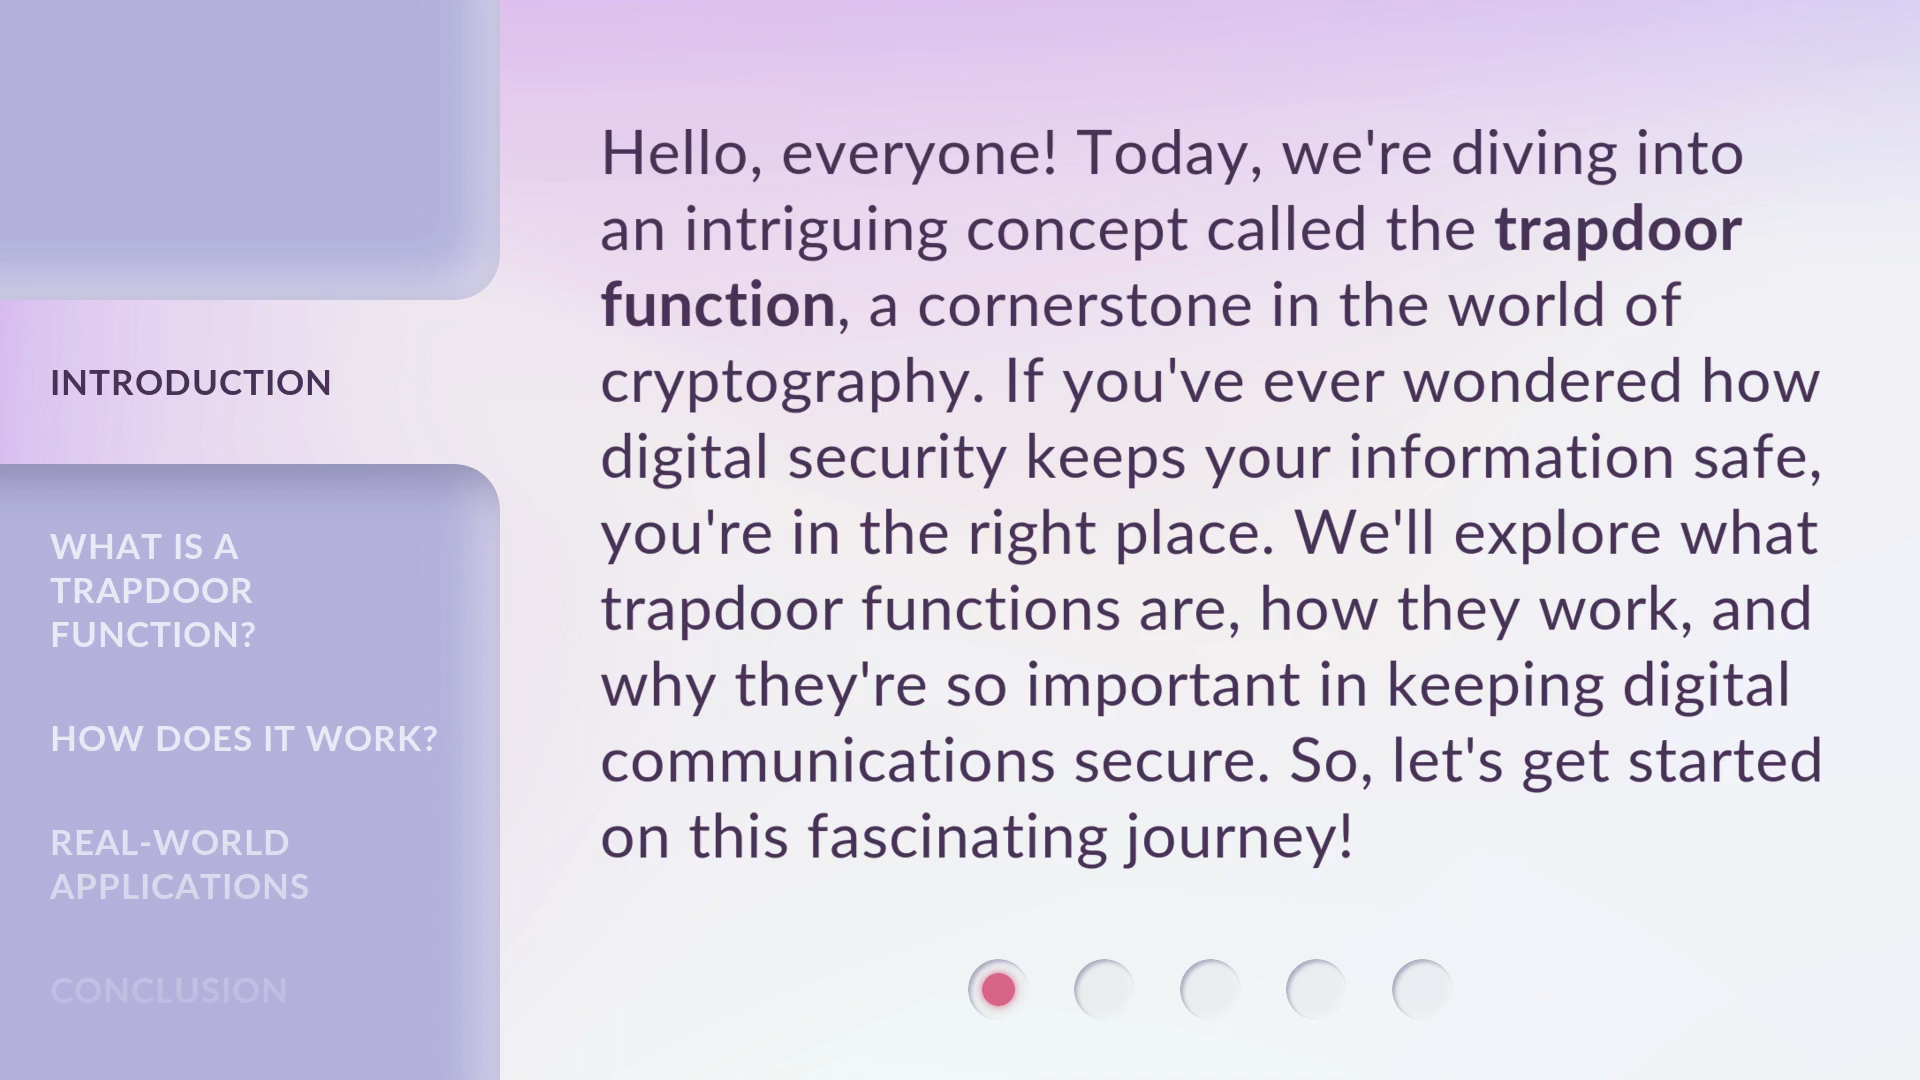 INTRODUCTION
WHAT IS A
TRAPDOOR
FUNCTION?
HOW DOES IT WORK?
REAL-WORLD
APPLICATIONS
CONCLUSION
Hello, everyone! Today, we're diving into
an intriguing concept called the trapdoor
function, a cornerstone in the world of
cryptography. If you've ever wondered how
digital security keeps your information safe,
you're in the right place. We'll explore what
trapdoor functions are, how they work, and
why they're so important in keeping digital
communications secure. So, let's get started
on this fascinating journey!